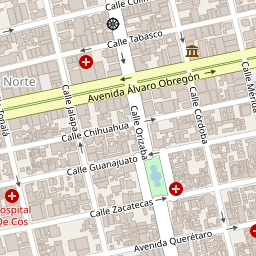 Calle Colim
Calle Tabasco
Norte
Avenida Álvaro Obregón
Calle Mérida
Tonalá
Calle Jalapa
Calle Chihuahua
Calle Orizaba
Calle Córdoba
Calle Guanajuato
Calle Zacatecas
Hospital
De Cos
Avenida Querétaro